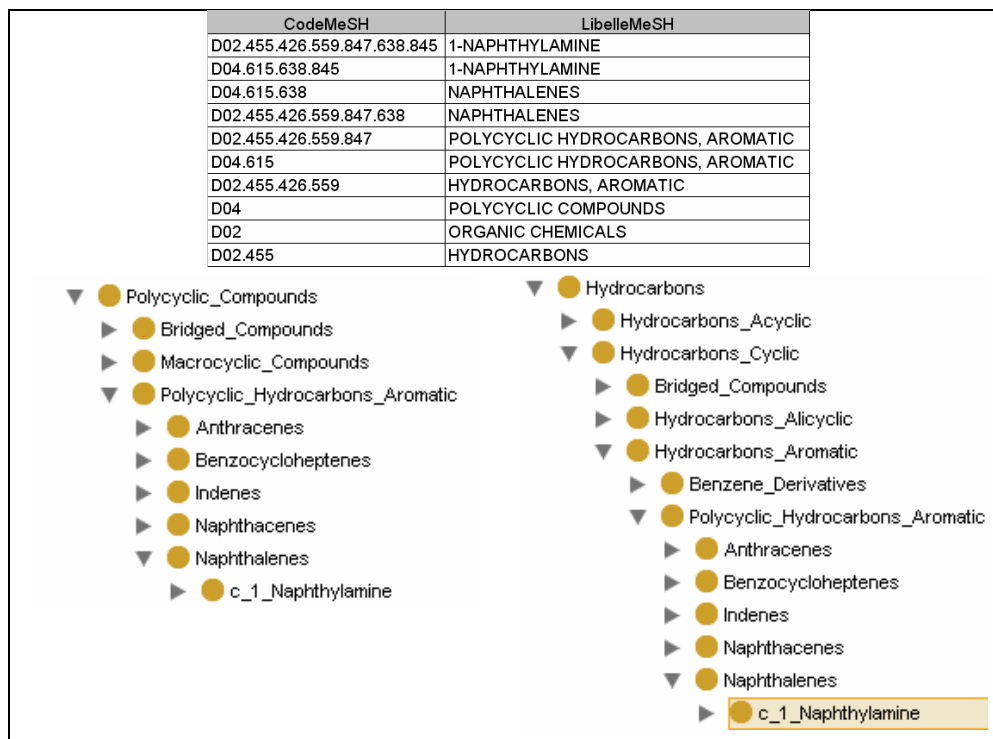 CodeMeSH LibelleMeSH
D02.455.426.559.847.638.845 1-NAPHTHYLAMINE
D04.615.638.845 1-NAPHTHYLAMINE
D04.615.638 NAPHTHALENES
D02.455.426.559.847.638 NAPHTHALENES
D02.455.426.559.847 POLYCYCLIC HYDROCARBONS, AROMATIC
D04.615 POLYCYCLIC HYDROCARBONS, AROMATIC
D02.455.426.559 HYDROCARBONS, AROMATIC
D04 POLYCYCLIC COMPOUNDS
D02 ORGANIC CHEMICALS
D02.455 HYDROCARBONS
Polycyclic_Compounds
Bridged_Compounds
Macrocyclic_Compounds
Polycyclic_Hydrocarbons_Aromatic
Anthracenes
Benzocycloheptenes
Indenes
Naphthacenes
Naphthalenes
c_1_Naphthylamine
Hydrocarbons
Hydrocarbons_Acyclic
Hydrocarbons_Cyclic
Bridged_Compounds
Hydrocarbons_Alicyclic
Hydrocarbons_Aromatic
Benzene_Derivatives
Polycyclic_Hydrocarbons_Aromatic
Anthracenes
Benzocycloheptenes
Indenes
Naphthacenes
Naphthalenes
c_1_Naphthylamine